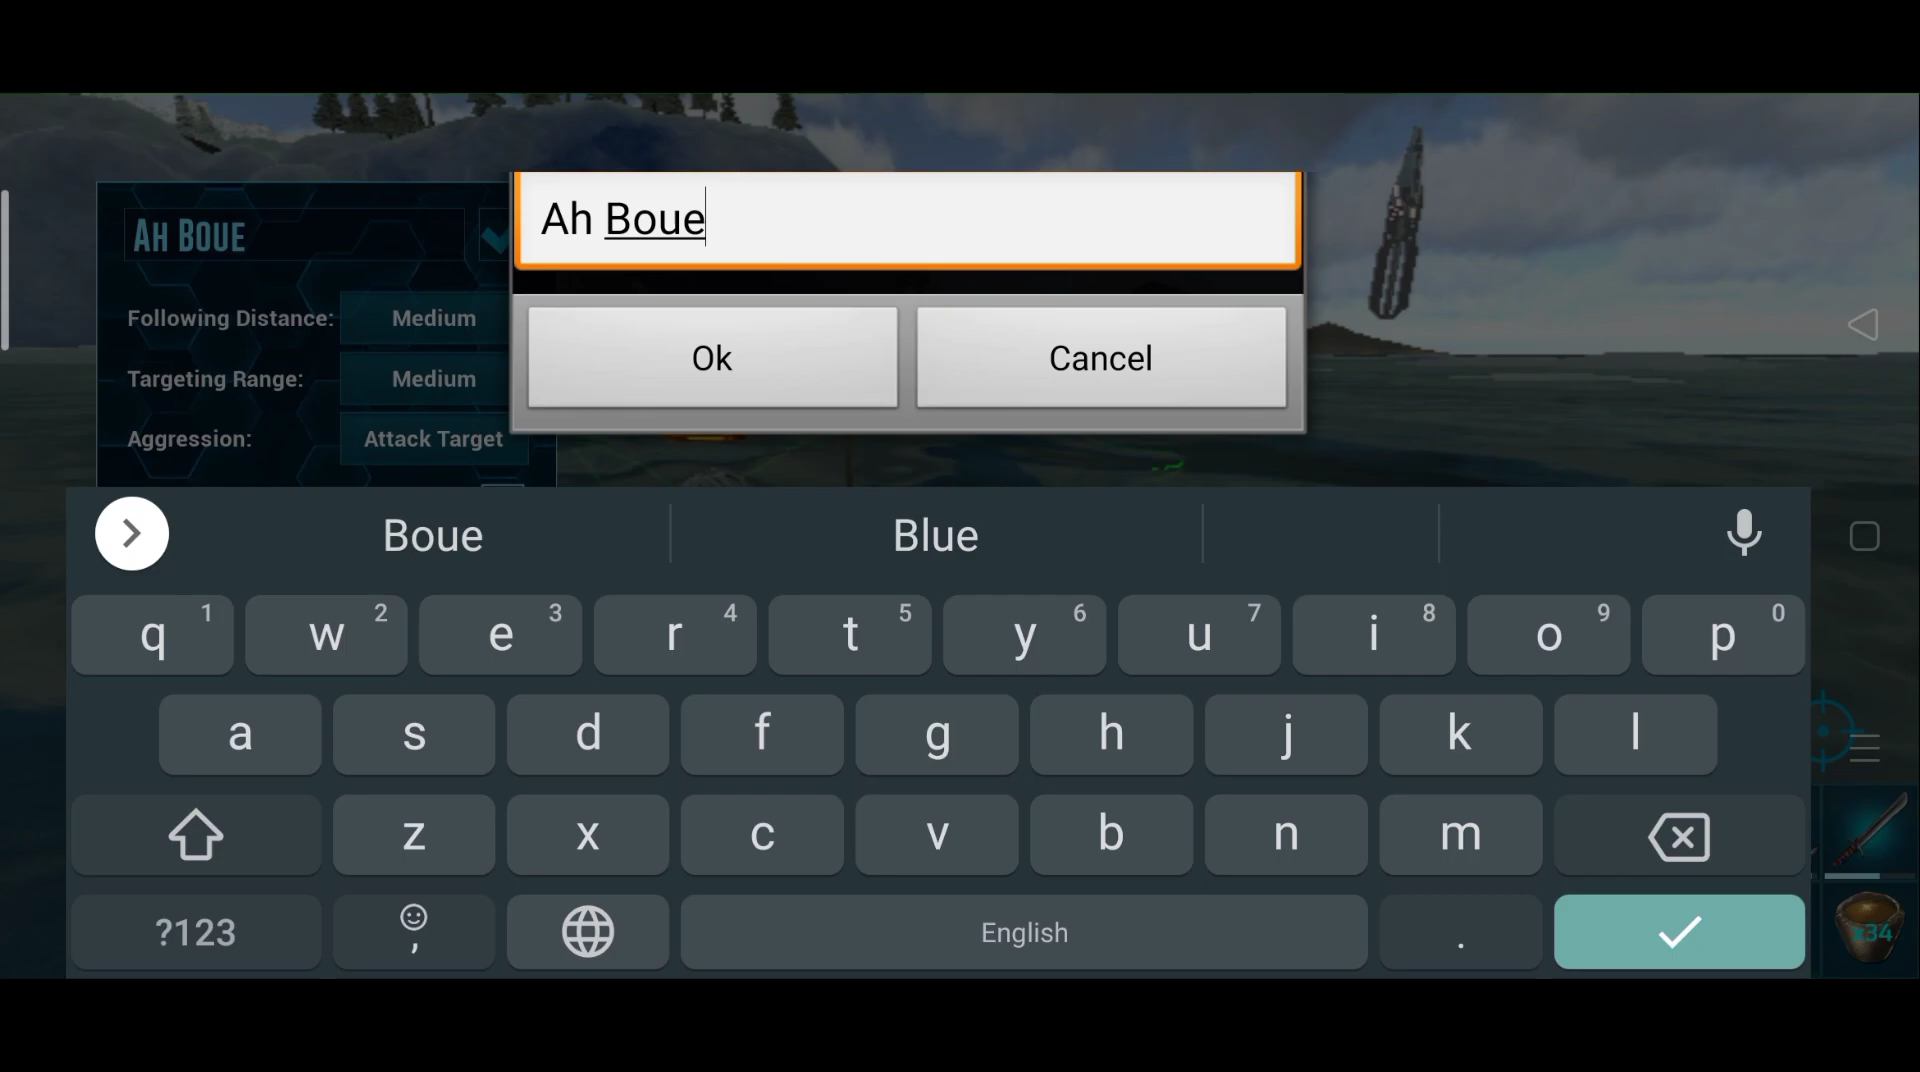 Ah Boue
AH BOUE
Ok
Cancel
Following Distance: Medium
Targeting Range: Medium
Aggression: Attack Target
Boue Blue
q 1 w 2 e 3 r 4 t 5 y 6 u 7 i 8 o 9 p 0
a s d f g h j k l
z x c v b n m
?123 , English .
x34